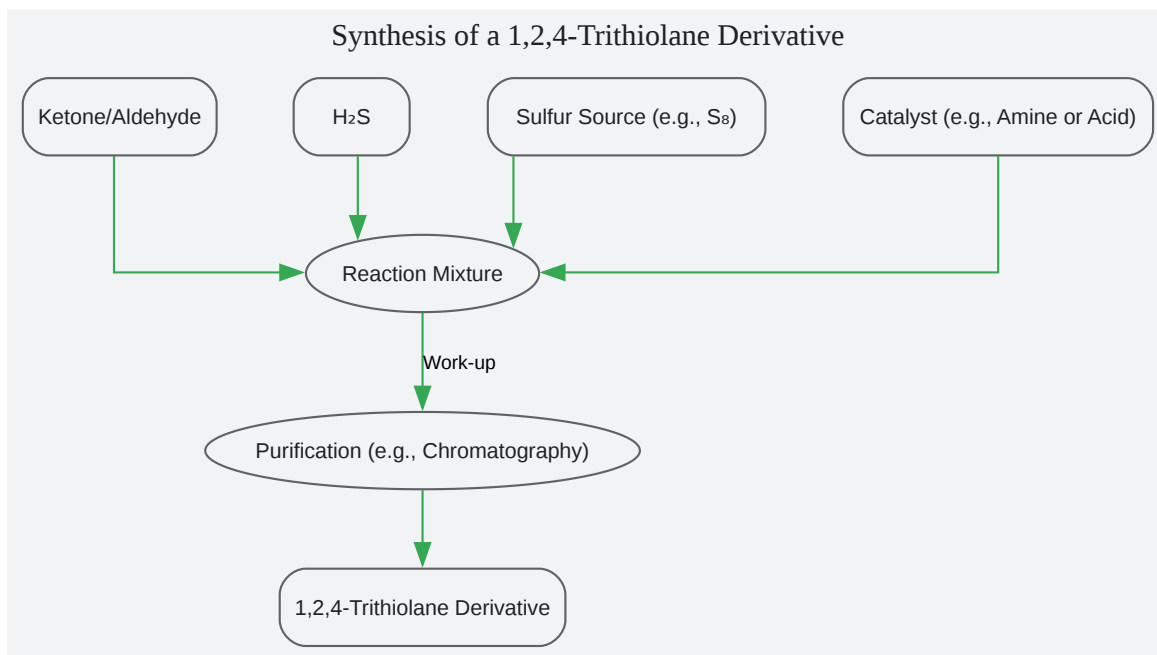 Synthesis of a 1,2,4-Trithiolane Derivative
Ketone/Aldehyde
H₂S
Sulfur Source (e.g., S₈)
Catalyst (e.g., Amine or Acid)
Reaction Mixture
Work-up
Purification (e.g., Chromatography)
1,2,4-Trithiolane Derivative